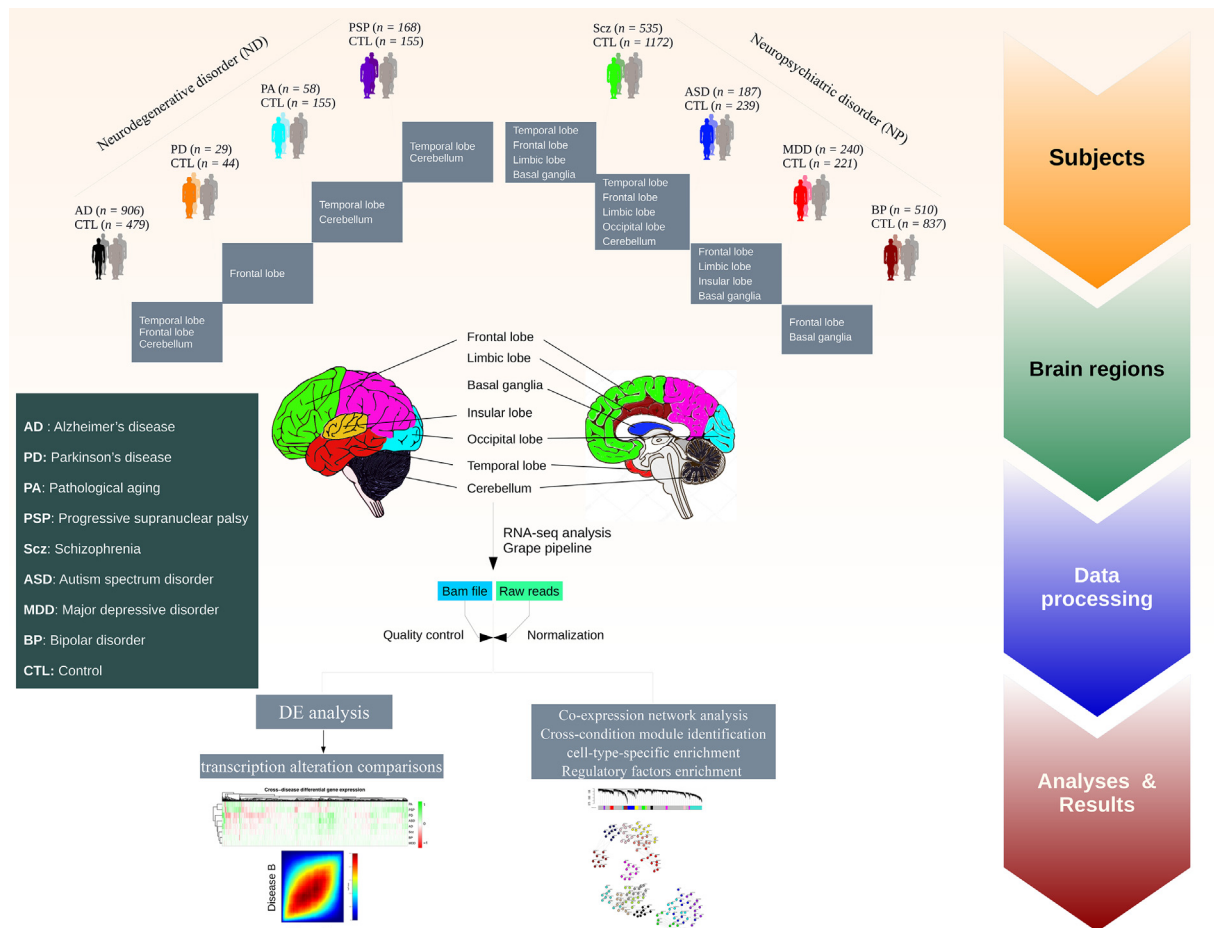 Neurodegenerative disorder (ND)
PSP (n = 168)
CTL (n = 155)
PA (n = 58)
CTL (n = 155)
PD (n = 29)
CTL (n = 44)
AD (n = 906)
CTL (n = 479)
Temporal lobe
Cerebellum
Temporal lobe
Cerebellum
Frontal lobe
Temporal lobe
Frontal lobe
Cerebellum
Neuropsychiatric disorder (NP)
Scz (n = 535)
CTL (n = 1172)
ASD (n = 187)
CTL (n = 239)
MDD (n = 240)
CTL (n = 221)
BP (n = 510)
CTL (n = 837)
Temporal lobe
Frontal lobe
Limbic lobe
Basal ganglia
Temporal lobe
Frontal lobe
Limbic lobe
Occipital lobe
Cerebellum
Frontal lobe
Limbic lobe
Insular lobe
Basal ganglia
Frontal lobe
Basal ganglia
Subjects
Brain regions
Data
processing
Analyses & 
Results
Frontal lobe
Limbic lobe
Basal ganglia
Insular lobe
Occipital lobe
Temporal lobe
Cerebellum
AD : Alzheimer's disease
PD: Parkinson's disease
PA: Pathological aging
PSP: Progressive supranuclear palsy
Scz: Schizophrenia
ASD: Autism spectrum disorder
MDD: Major depressive disorder
BP: Bipolar disorder
CTL: Control
RNA-seq analysis
Grape pipeline
Bam file
Raw reads
Quality control
Normalization
DE analysis
transcription alteration comparisons
Cross−disease differential gene expression
Disease B
Co-expression network analysis
Cross-condition module identification
cell-type-specific enrichment
Regulatory factors enrichment